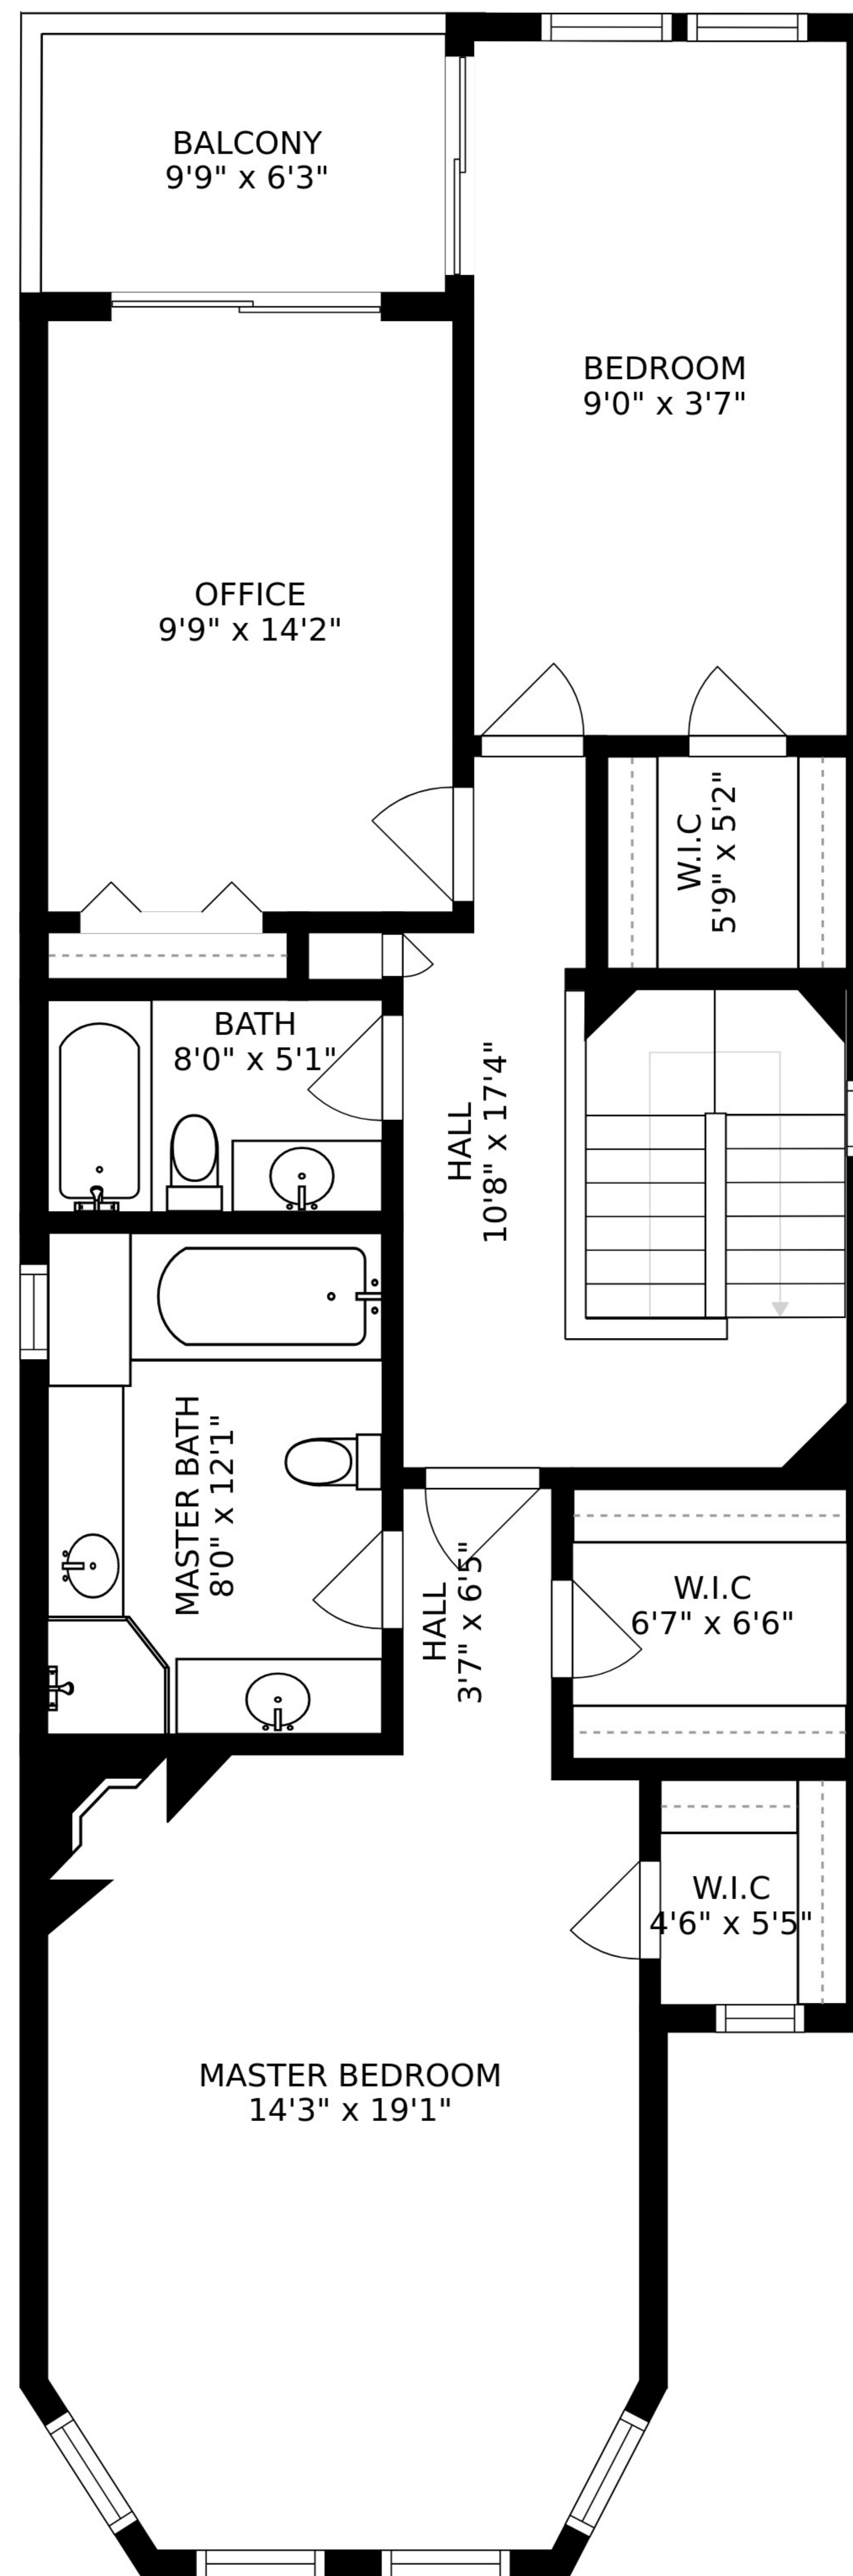 BALCONY
9'9" x 6'3"
BEDROOM
9'0" x 3'7"
OFFICE
9'9" x 14'2"
W.I.C
5'9" x 5'2"
BATH
8'0" x 5'1"
HALL
10'8" x 17'4"
MASTER BATH
8'0" x 12'1"
HALL
3'7" x 6'5"
W.I.C
6'7" x 6'6"
W.I.C
4'6" x 5'5"
MASTER BEDROOM
14'3" x 19'1"